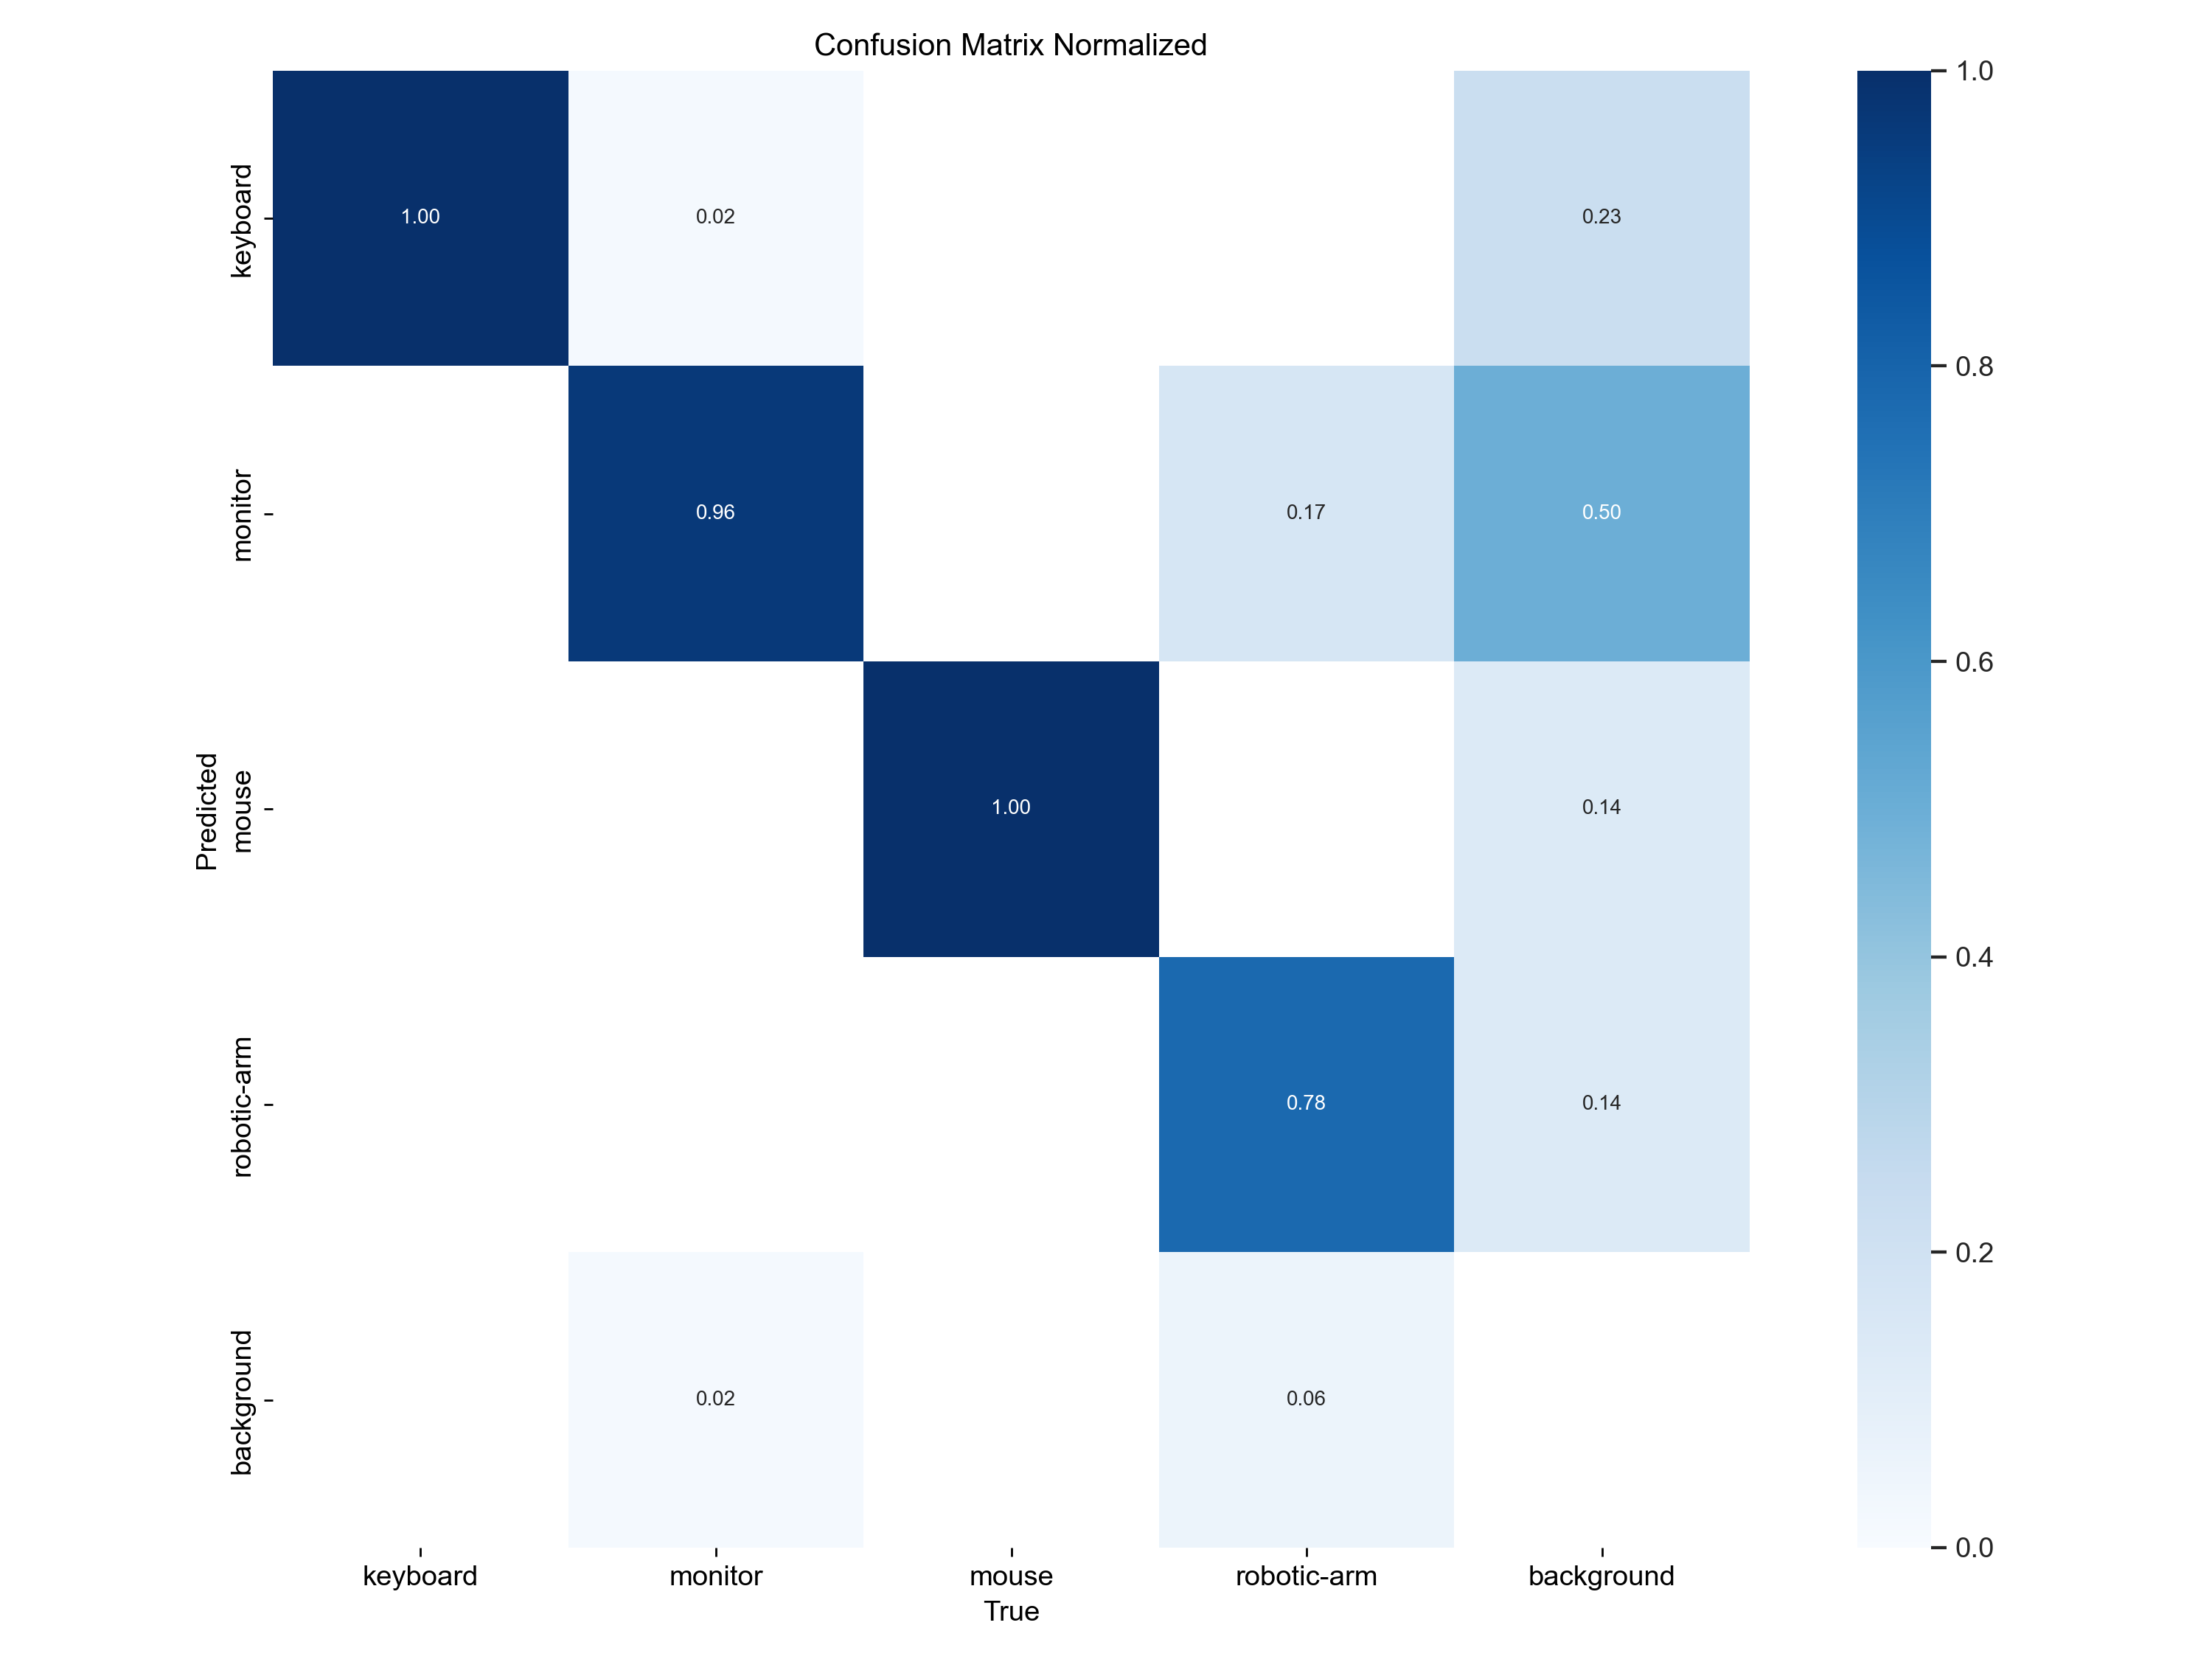 Confusion Matrix Normalized
keyboard
1.00
0.02
0.23
1.0
monitor
0.96
0.17
0.50
0.8
Predicted
mouse
1.00
0.14
0.6
robotic-arm
0.78
0.14
0.4
background
0.02
0.06
0.2
0.0
keyboard monitor mouse robotic-arm background
True